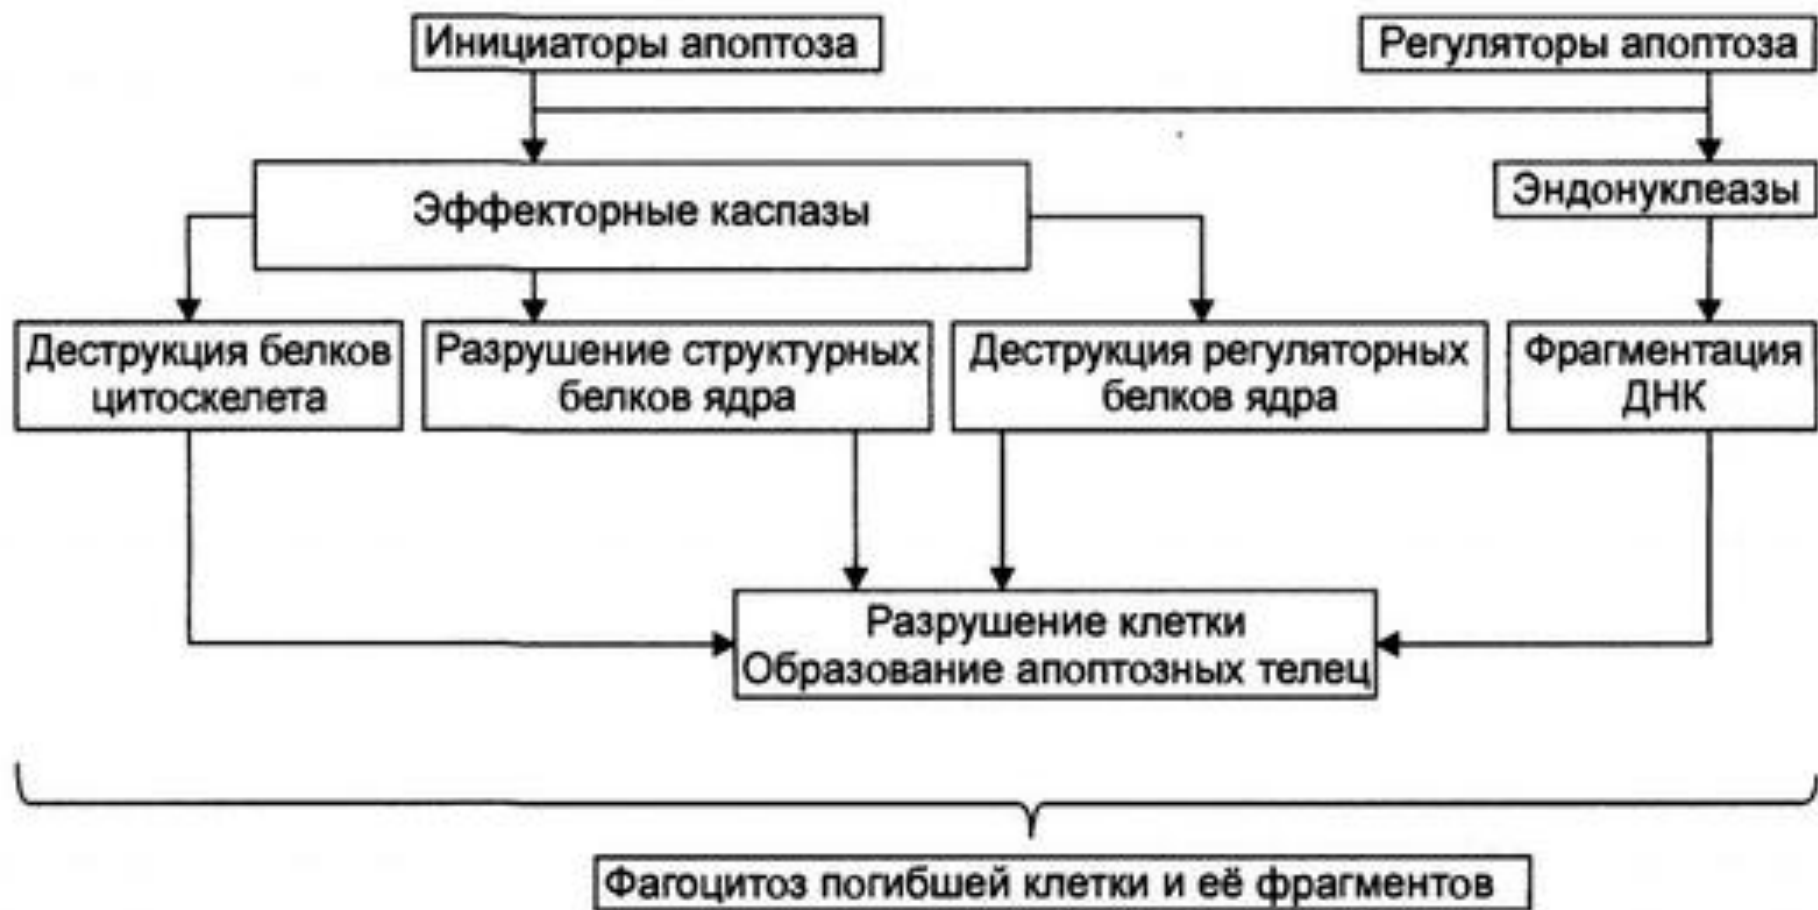 Инициаторы апоптоза
Регуляторы апоптоза
Эффекторные каспазы
Эндонуклеазы
Деструкция белков
цитоскелета
Разрушение структурных
белков ядра
Деструкция регуляторных
белков ядра
Фрагментация
ДНК
Разрушение клетки
Образование апоптозных телец
Фагоцитоз погибшей клетки и её фрагментов